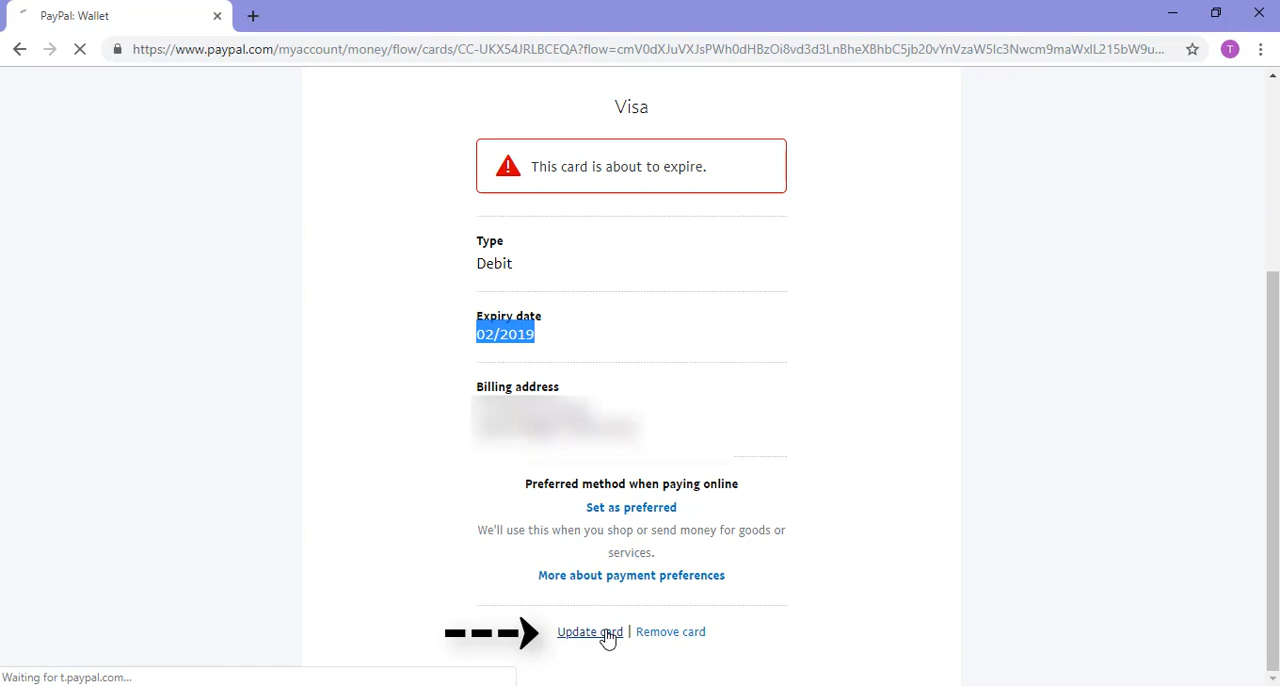 PayPal: Wallet
https://www.paypal.com/myaccount/money/flow/cards/CC-UKX54JRLBCEQA?flow=cmV0dXJuVXJsPWh0dHBzOi8vd3d3LnBheXBhbC5jb20vYnVzaW5lc3Nwcm9maWxlL215bW9u...
T
Visa
This card is about to expire.
Type
Debit
Expiry date
02/2019
Billing address
Preferred method when paying online
Set as preferred
We'll use this when you shop or send money for goods or
services.
More about payment preferences
Update card | Remove card
Waiting for t.paypal.com...